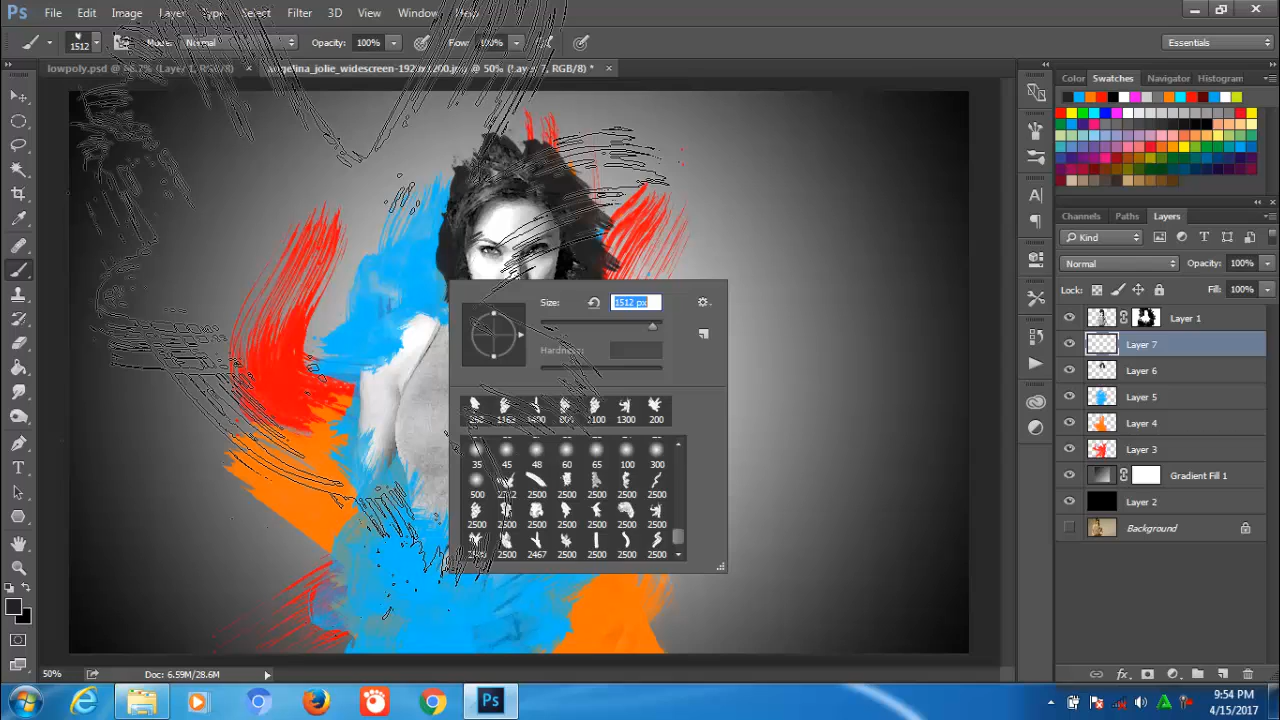 Ps File Edit Image Layer Type Select Filter 3D View Window Help
1512 Mode: Normal Opacity: 100% Flow: 100% Essentials
lowpoly.psd @ 66.7% (Layer 1, RGB/8) × angelina_jolie_widescreen-1920x1200.jpg @ 50% (Layer 7, RGB/8) * ×
Color Swatches Navigator Histogram
Channels Paths Layers
Kind
Normal Opacity: 100%
Lock: Fill: 100%
Layer 1
Layer 7
Layer 6
Layer 5
Layer 4
Layer 3
Gradient Fill 1
Layer 2
Background
Size: 1512 px
Hardness:
1300 200
35 45 48 60 65 100 300
500 2500 2500 2500 2500 2500
2500 2500 2500 2500 2500 2500 2500
2500 2467 2500 2500 2500 2500
50% Doc: 6.59M/28.6M
Ps
9:54 PM
4/15/2017